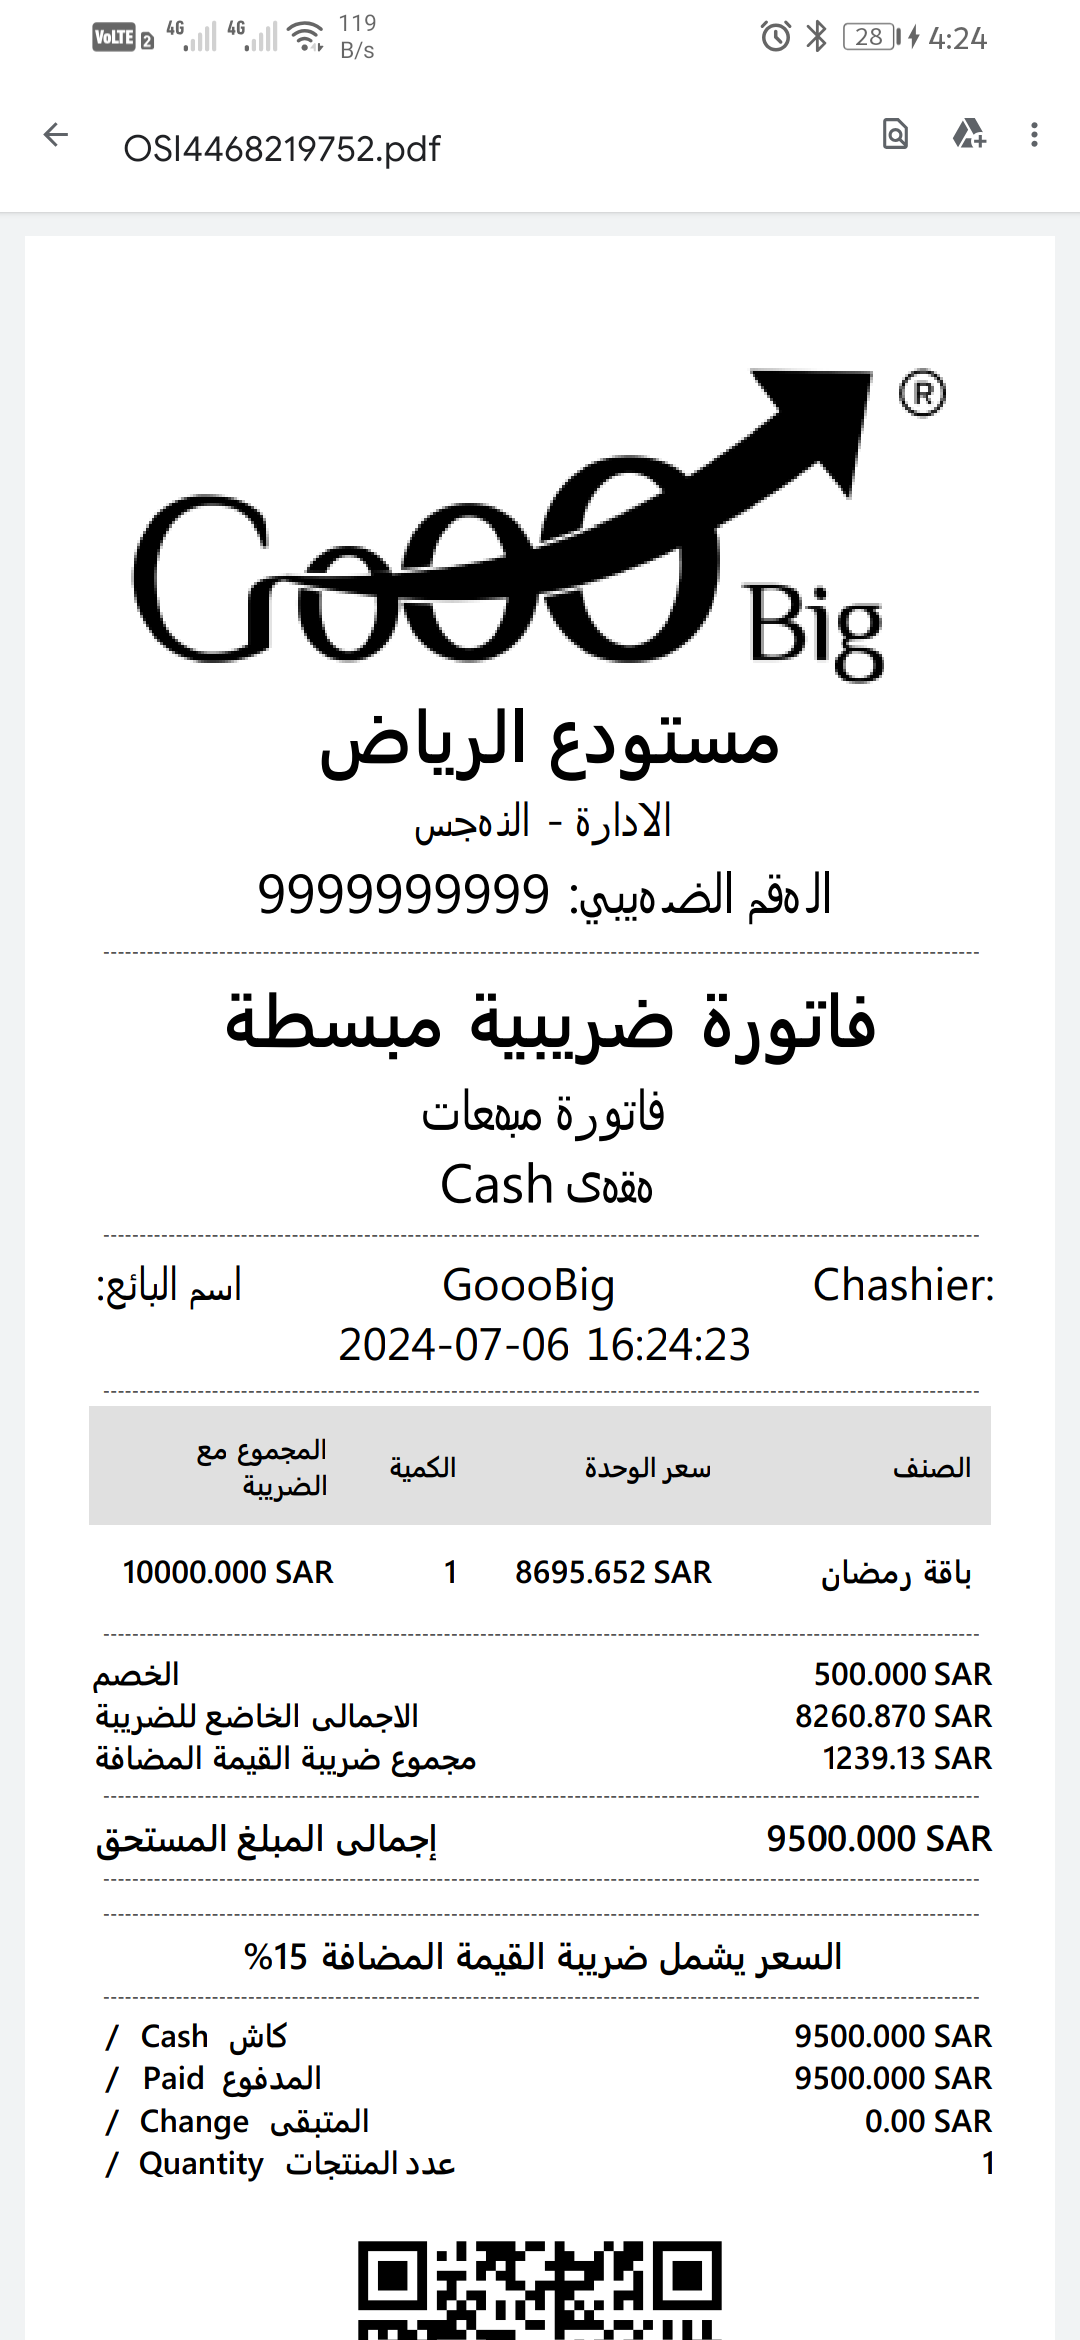 VoLTE 2 4G 4G 119 B/s 28 4:24
OSI4468219752.pdf
GoooBig ®
مستودع الرياض
الادارة - النهجس
الهقم الضهيبي: 9999999999
فاتورة ضريبية مبسطة
فاتورة مبهعات
هقهى Cash
اسم البائع: GoooBig Chashier:
2024-07-06 16:24:23
الصنف سعر الوحدة الكمية المجموع مع الضريبة
باقة رمضان 8695.652 SAR 1 10000.000 SAR
الخصم 500.000 SAR
الاجمالى الخاضع للضريبة 8260.870 SAR
مجموع ضريبة القيمة المضافة 1239.13 SAR
إجمالى المبلغ المستحق 9500.000 SAR
السعر يشمل ضريبة القيمة المضافة 15%
/ Cash كاش 9500.000 SAR
/ Paid المدفوع 9500.000 SAR
/ Change المتبقى 0.00 SAR
/ Quantity عدد المنتجات 1